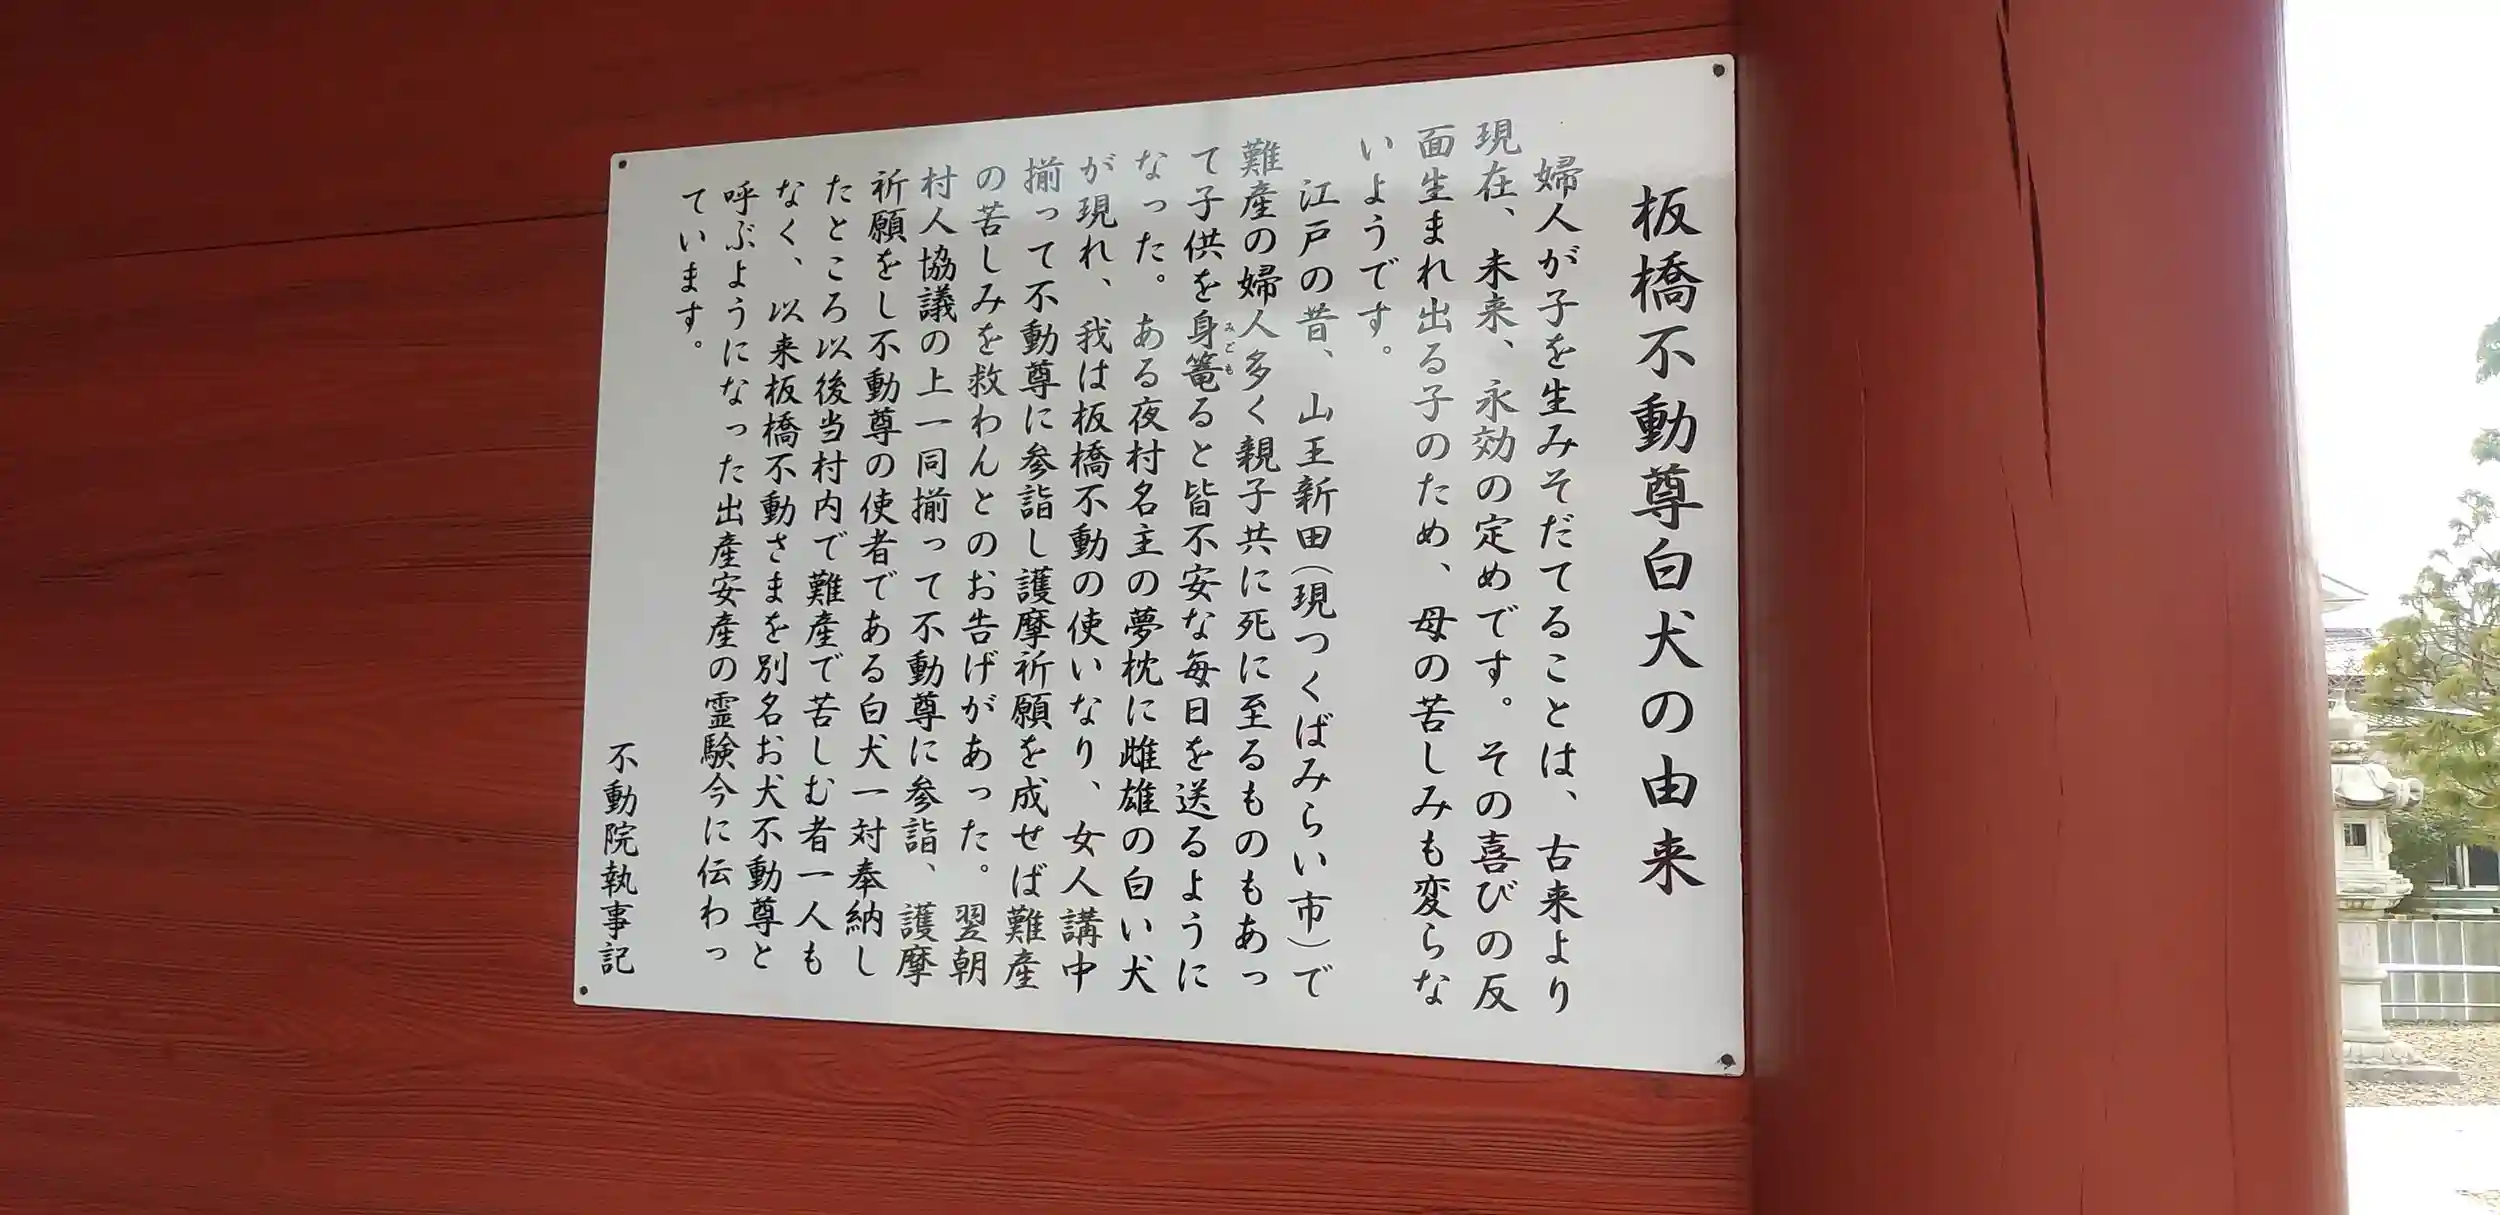 板橋不動尊白犬の由来
婦人が子を生みそだてることは、古来より
現在、未来、永効の定めです。その喜びの反
面生まれ出る子のため、母の苦しみも変らな
いようです。
江戸の昔、山王新田(現つくばみらい市)で
難産の婦人多く親子共に死に至るものもあっ
て子供を身篭みごもると皆不安な毎日を送るように
なった。ある夜村名主の夢枕に雌雄の白い犬
が現れ、我は板橋不動の使いなり、女人講中
揃って不動尊に参詣し護摩祈願を成せば難産
の苦しみを救わんとのお告げがあった。翌朝
村人協議の上一同揃って不動尊に参詣、護摩
祈願をし不動尊の使者である白犬一対奉納し
たところ以後当村内で難産で苦しむ者一人も
なく、以来板橋不動さまを別名お犬不動尊と
呼ぶようになった出産安産の霊験今に伝わっ
ています。
不動院執事記